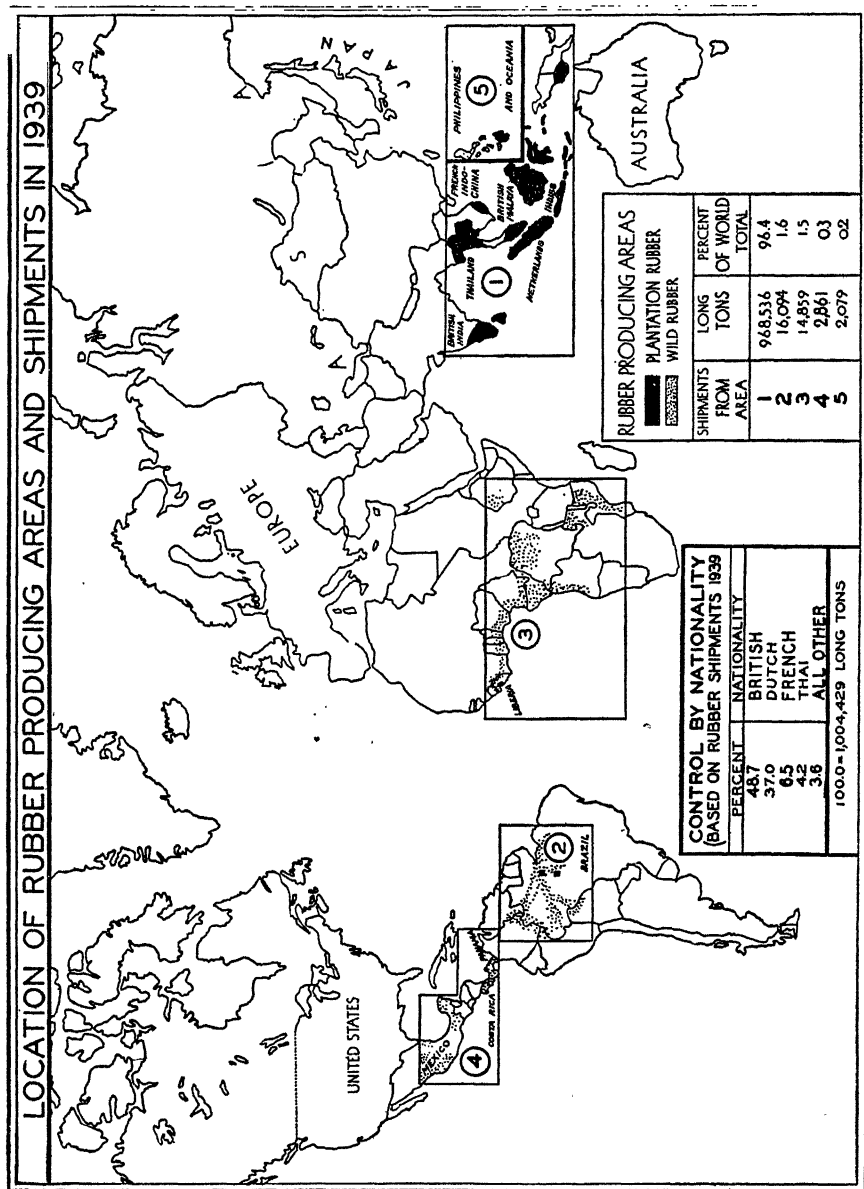 LOCATION OF RUBBER PRODUCING AREAS AND SHIPMENTS IN 1939
UNITED STATES
MEXICO
4
COSTA RICA
2
BRAZIL
EUROPE
3
LIBERIA
A S
JAPAN
BRITISH
INDIA
THAILAND
FRENCH
INDO-
CHINA
BRITISH
MALAYA
1
NETHERLANDS
INDIES
PHILIPPINES
5
AND OCEANIA
AUSTRALIA
CONTROL BY NATIONALITY
(BASED ON RUBBER SHIPMENTS 1939
PERCENT NATIONALITY
48.7 BRITISH
37.0 DUTCH
6.5 FRENCH
4.2 THAI
3.6 ALL OTHER
100.0=1,004,429 LONG TONS
RUBBER PRODUCING AREAS
PLANTATION RUBBER
WILD RUBBER
SHIPMENTS FROM AREA LONG TONS PERCENT OF WORLD TOTAL
1 968,536 96.4
2 16,094 1.6
3 14,859 1.5
4 2,861 0.3
5 2,079 0.2